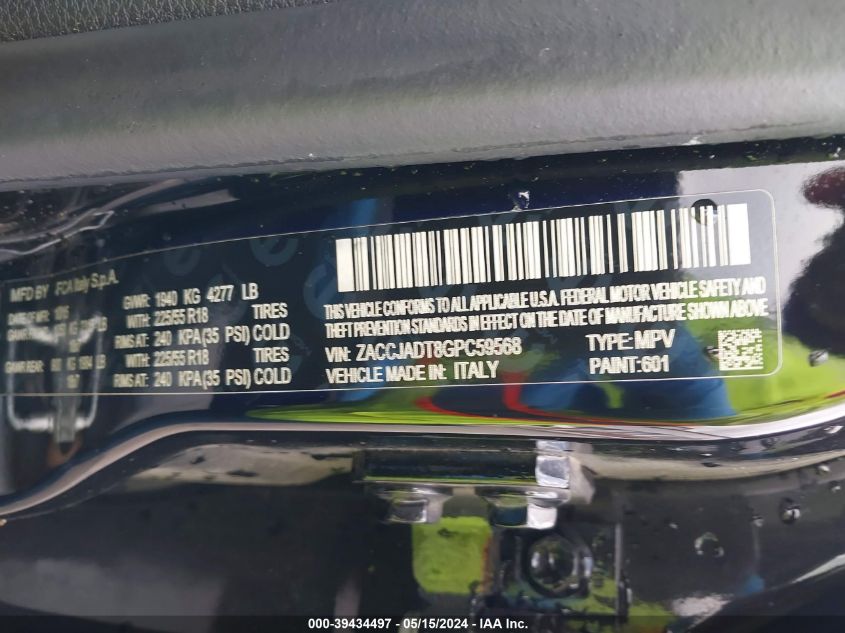 MFD BY FCA Italy S.p.A.
GVWR: 1940 KG 4277 LB
WITH: 225/55 R18 TIRES
RIMS AT: 240 KPA(35 PSI) COLD
WITH: 225/55 R18 TIRES
RIMS AT: 240 KPA(35 PSI) COLD
THIS VEHICLE CONFORMS TO ALL APPLICABLE U.S.A. FEDERAL MOTOR VEHICLE SAFETY AND
THEFT PREVENTION STANDARDS IN EFFECT ON THE DATE OF MANUFACTURE SHOWN ABOVE
VIN: ZACCJADT8GPC59568 TYPE: MPV
VEHICLE MADE IN: ITALY PAINT:601
000-39434497 - 05/15/2024 - IAA Inc.